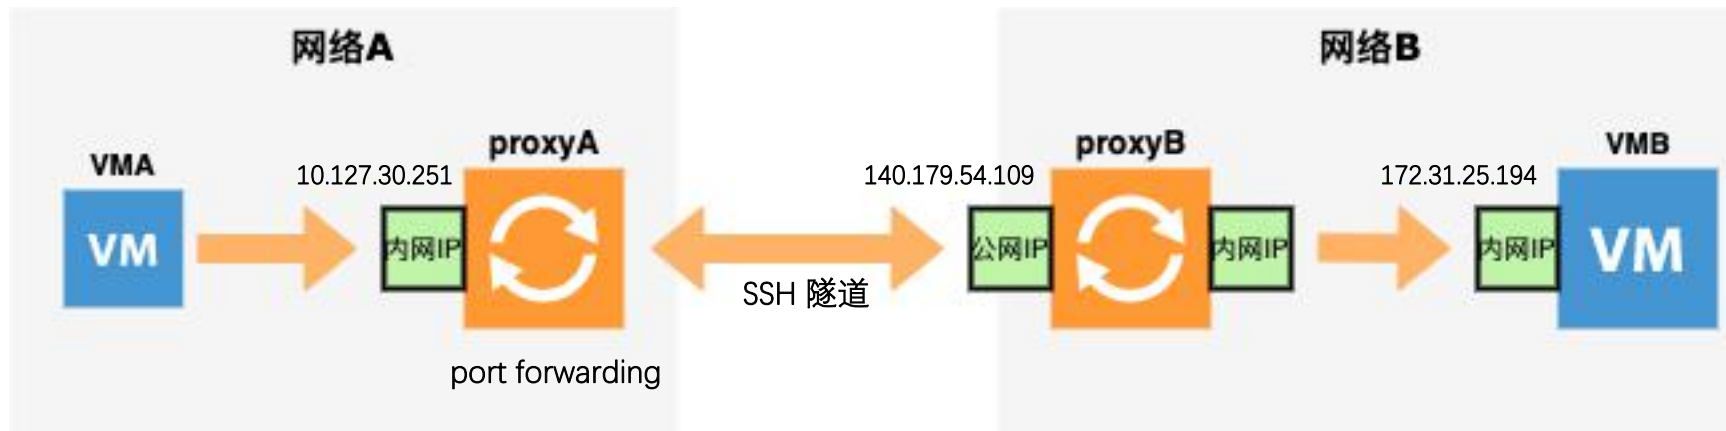 网络A
网络B
VMA
proxyA
proxyB
VMB
10.127.30.251
140.179.54.109
172.31.25.194
VM
内网IP
公网IP
内网IP
内网IP
VM
SSH 隧道
port forwarding